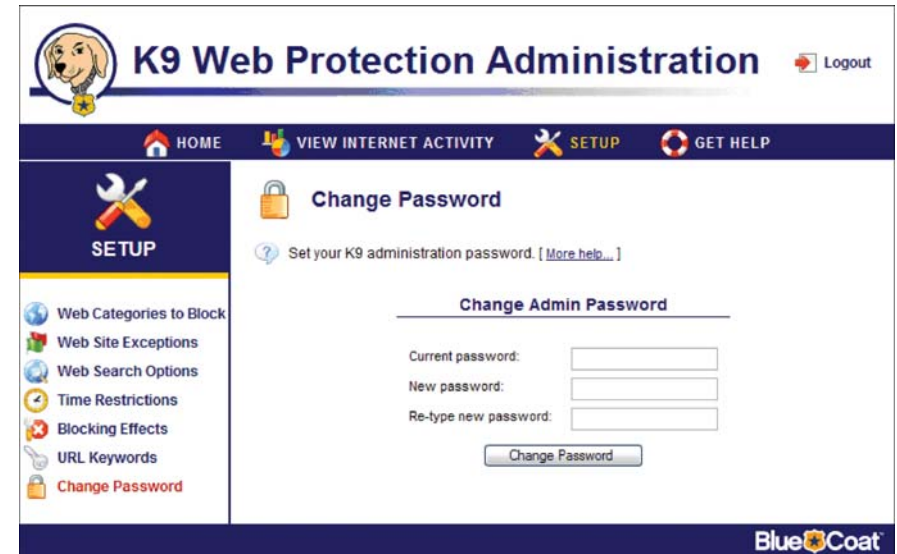 K9 Web Protection Administration
Logout
HOME
VIEW INTERNET ACTIVITY
SETUP
GET HELP
SETUP
Web Categories to Block
Web Site Exceptions
Web Search Options
Time Restrictions
Blocking Effects
URL Keywords
Change Password
Change Password
Set your K9 administration password. [ More help... ]
Change Admin Password
Current password:
New password:
Re-type new password:
Change Password
Blue Coat